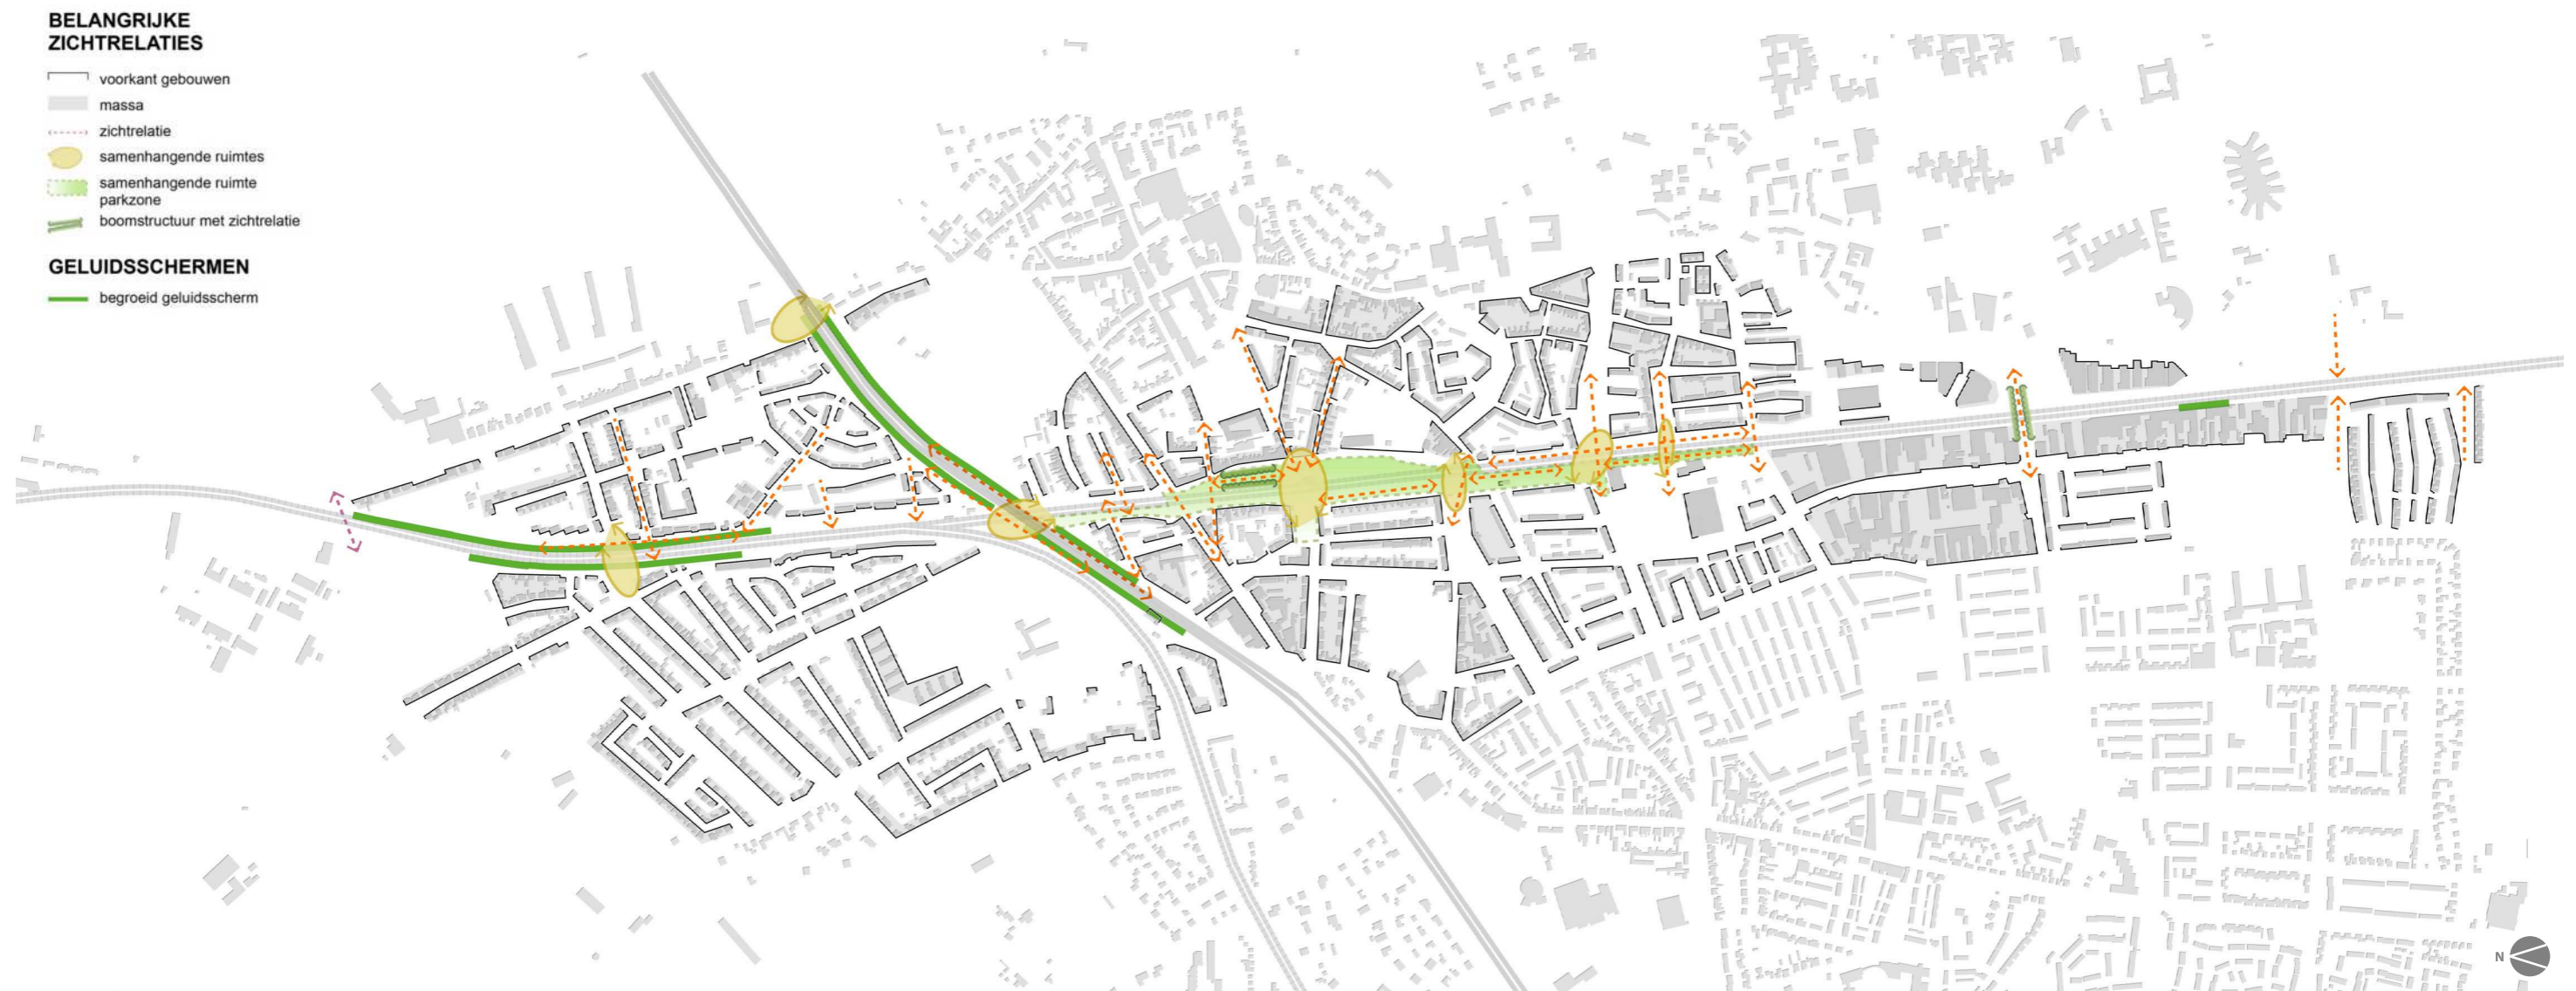 BELANGRIJKE
ZICHTRELATIES
voorkant gebouwen
massa
zichtrelatie
samenhangende ruimtes
samenhangende ruimte
parkzone
boomstructuur met zichtrelatie
GELUIDSSCHERMEN
begroeid geluidsscherm
N